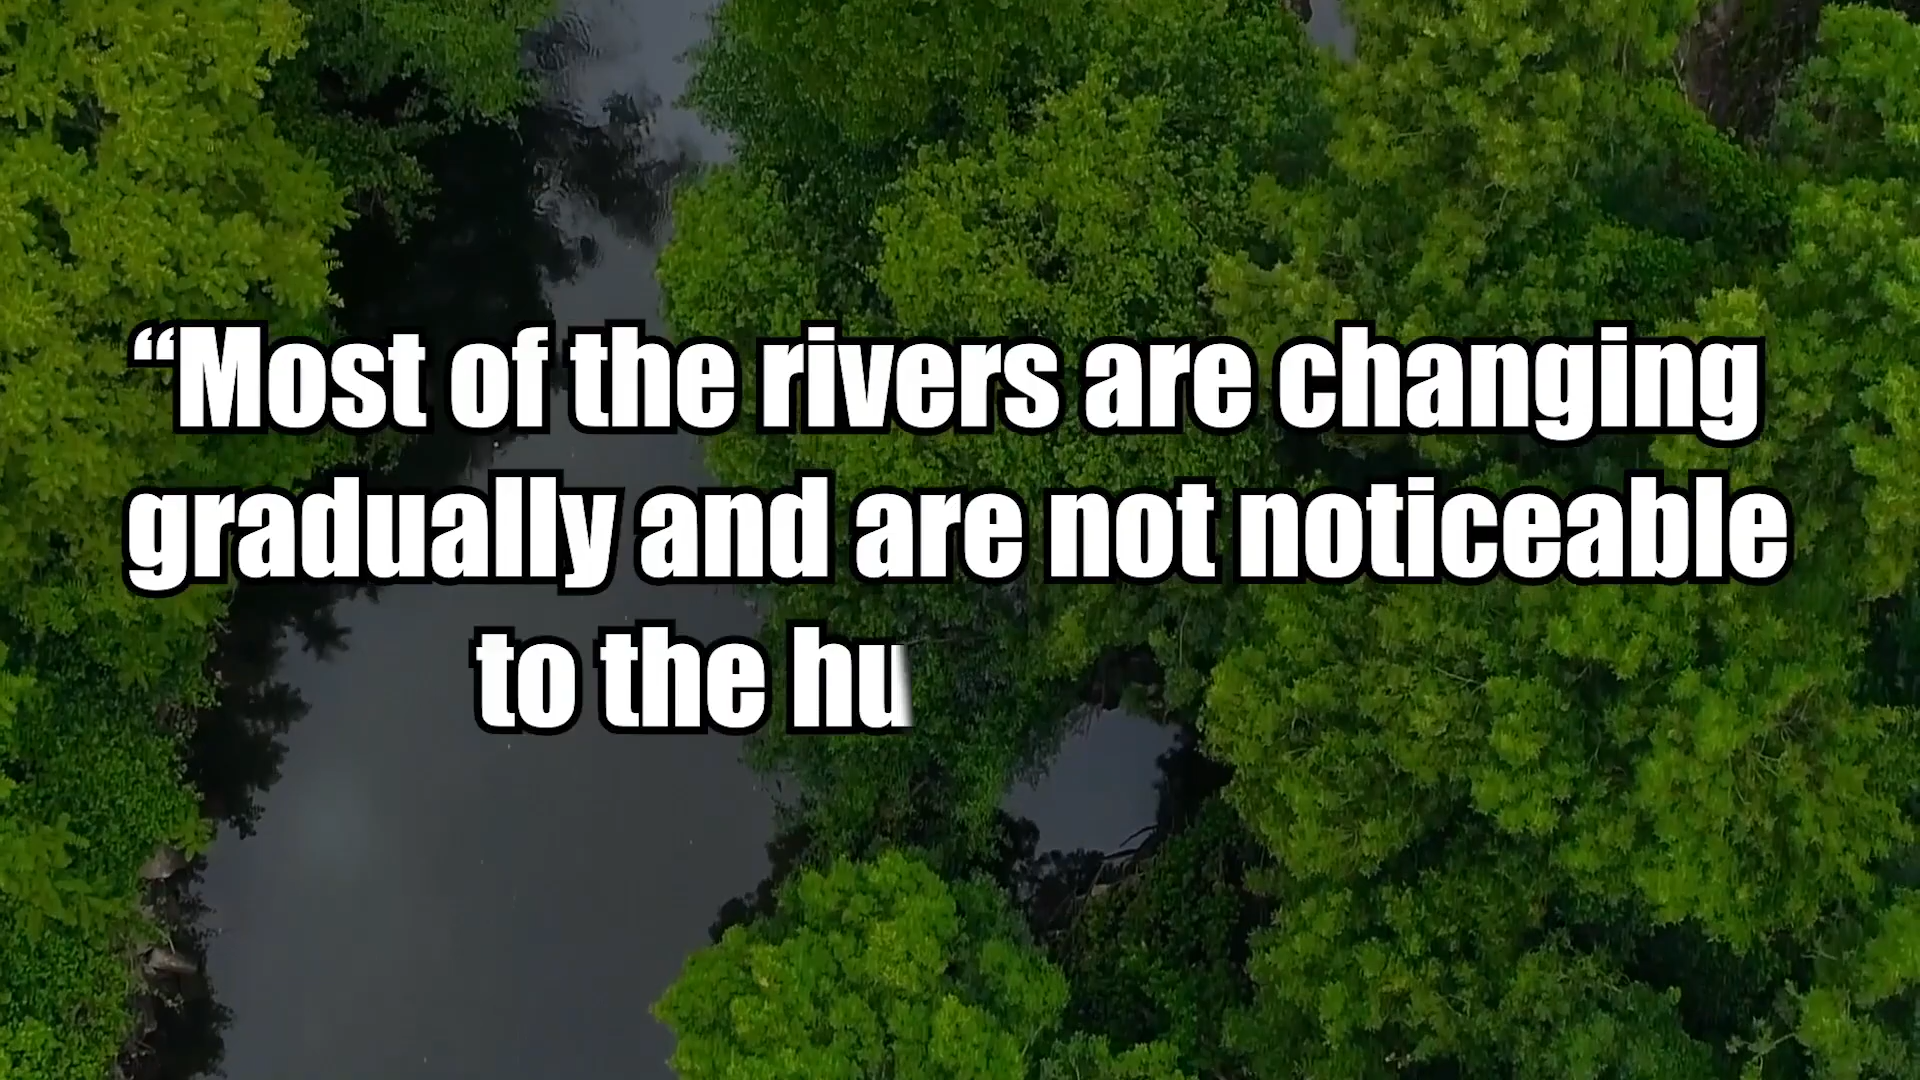 “Most of the rivers are changing
gradually and are not noticeable
to the hu